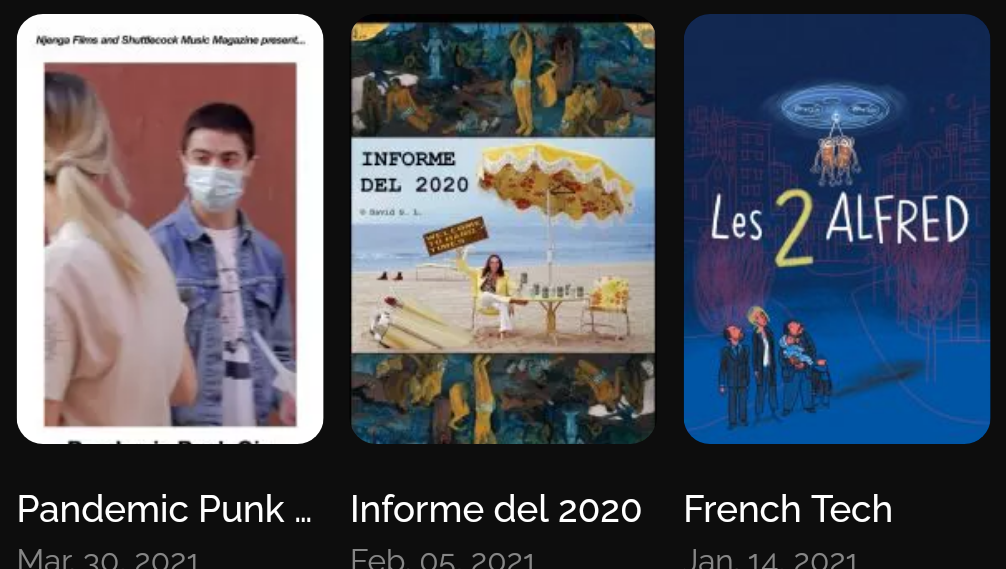 Njenga Films and Shuttlecock Music Magazine present...
INFORME
DEL 2020
© David S. L.
WELCOME
TO HARD
TIMES
Les 2 ALFRED
Pandemic Punk ...
Informe del 2020
French Tech
Mar. 30, 2021
Feb. 05, 2021
Jan. 14, 2021